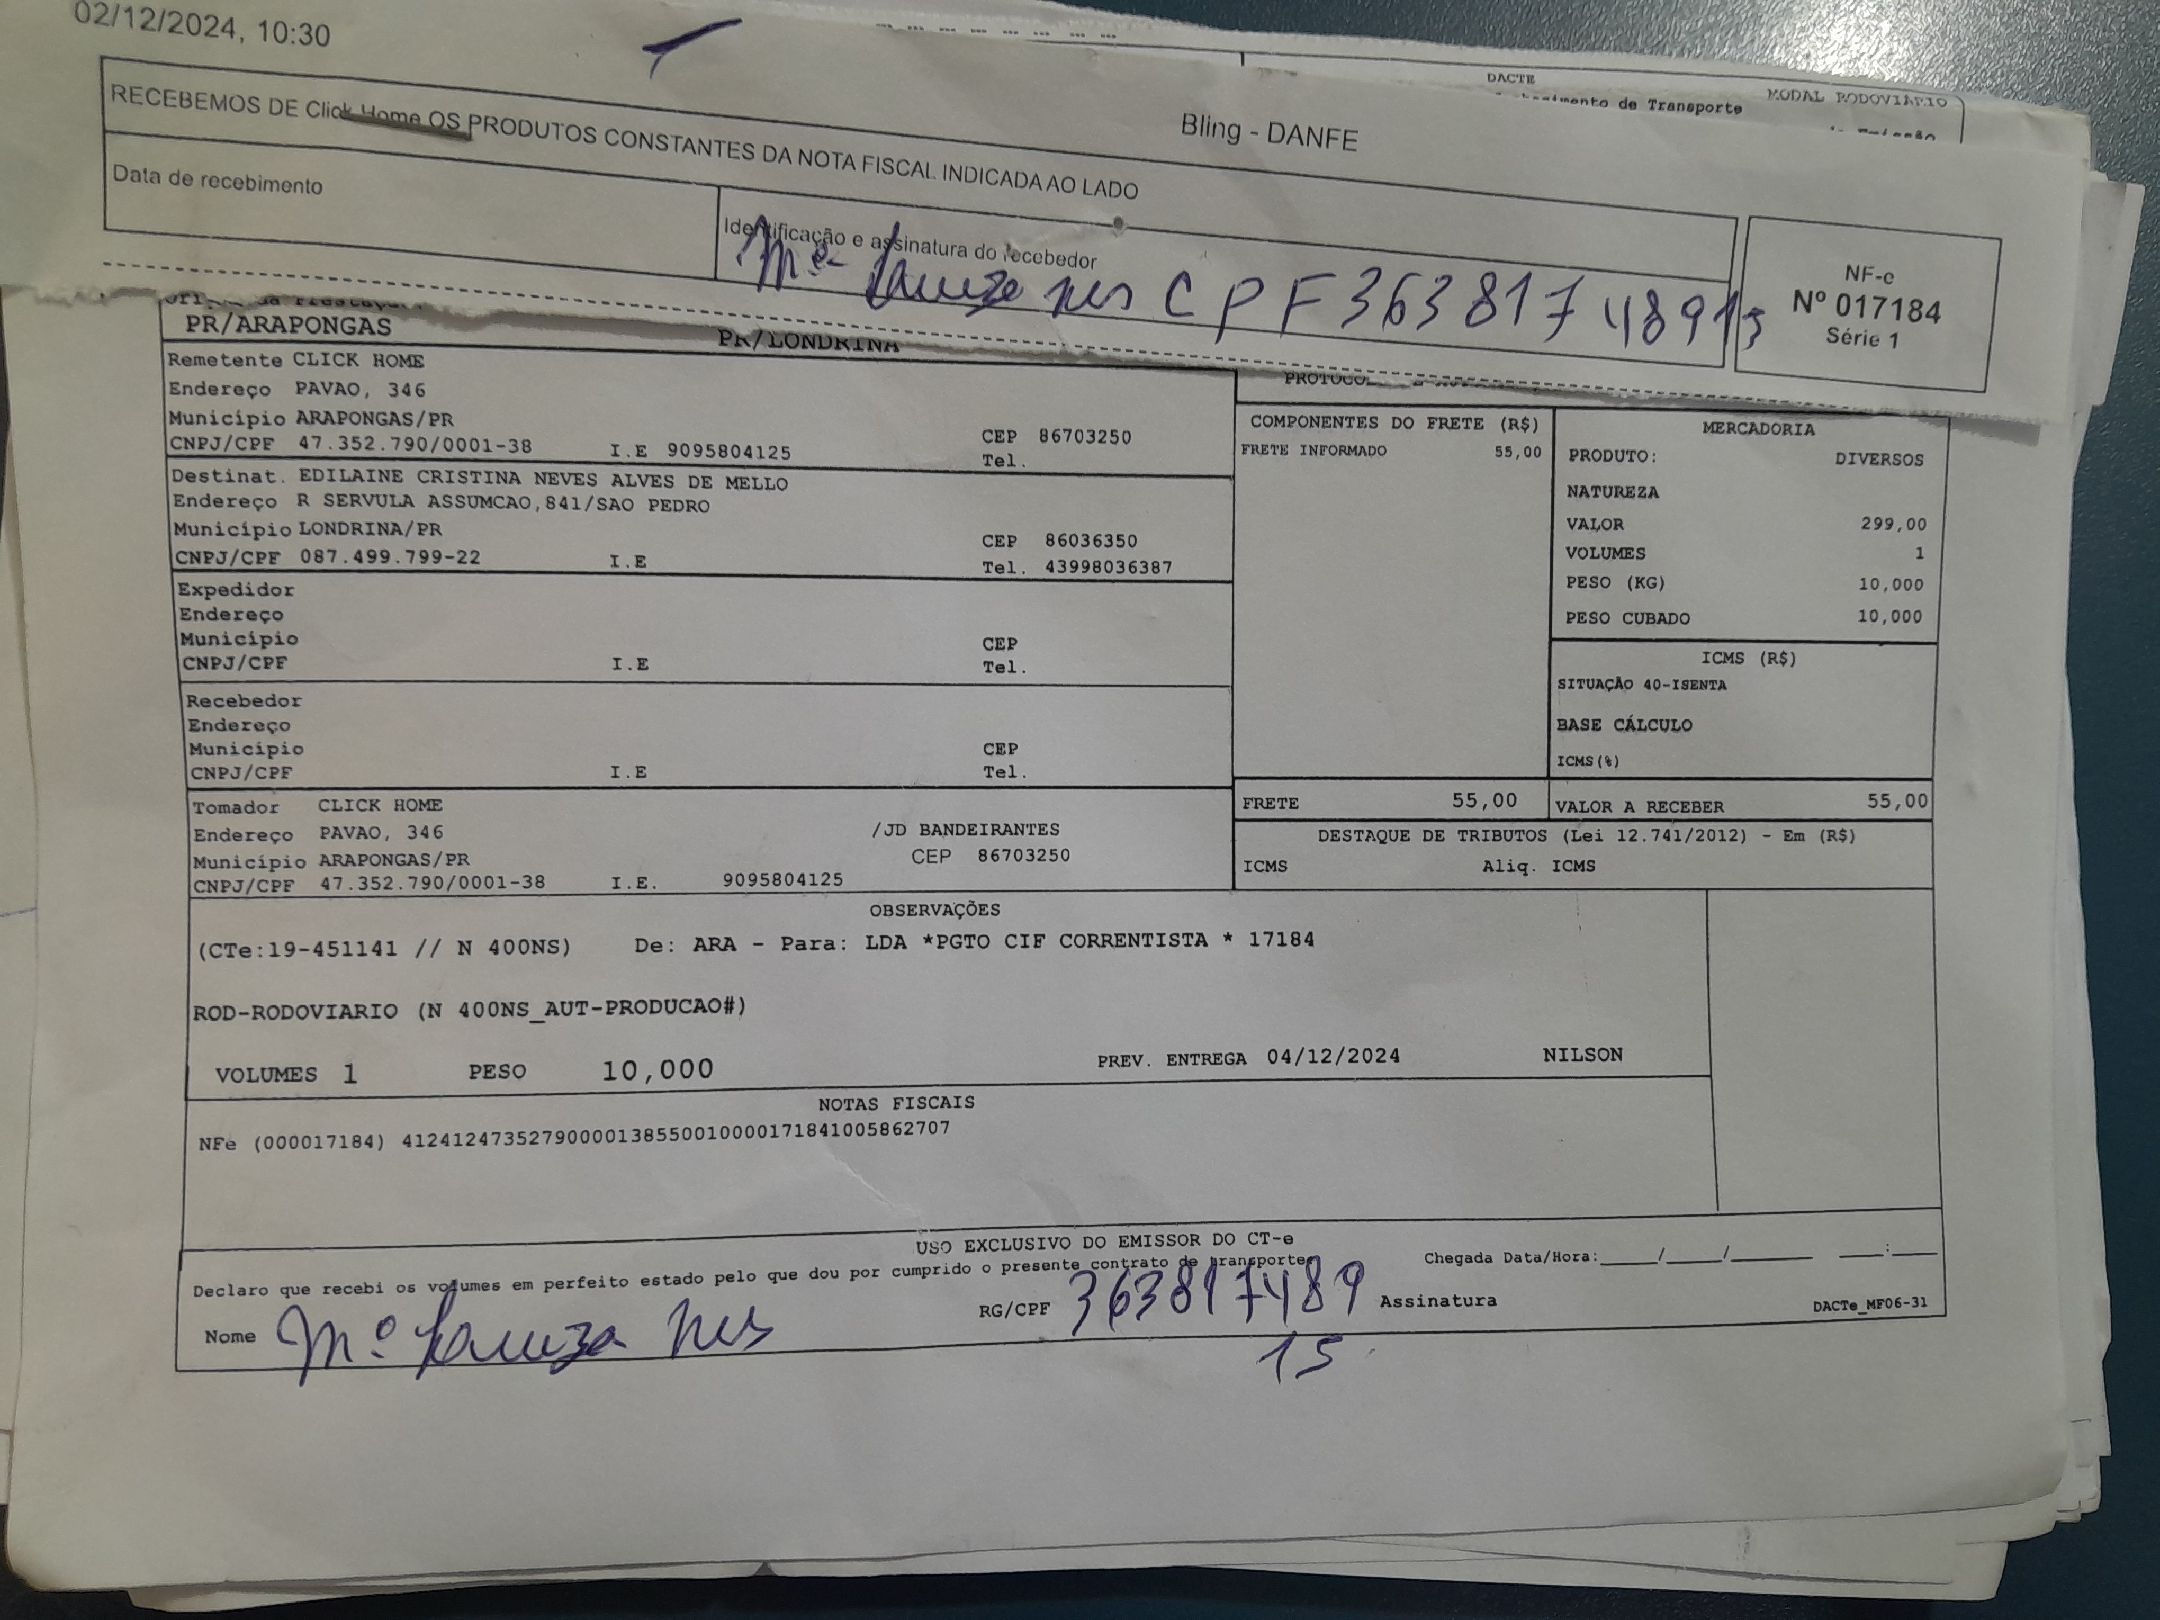 02/12/2024, 10:30
Bling - DANFE
DACTE
MODAL RODOVIÁRIO
de Transporte
RECEBEMOS DE Click Home OS PRODUTOS CONSTANTES DA NOTA FISCAL INDICADA AO LADO
Data de recebimento
Identificação e assinatura do recebedor
Mª CPF 363817489 15
NF-e
Nº 017184
Série 1
PR/ARAPONGAS
PR/LONDRINA
Remetente CLICK HOME
Endereço PAVAO, 346
Município ARAPONGAS/PR
CEP 86703250
CNPJ/CPF 47.352.790/0001-38 I.E 9095804125 Tel.
Destinat. EDILAINE CRISTINA NEVES ALVES DE MELLO
Endereço R SERVULA ASSUMCAO,841/SAO PEDRO
Município LONDRINA/PR CEP 86036350
CNPJ/CPF 087.499.799-22 I.E Tel. 43998036387
Expedidor
Endereço
Município CEP
CNPJ/CPF I.E Tel.
Recebedor
Endereço
Município CEP
CNPJ/CPF I.E Tel.
Tomador CLICK HOME
Endereço PAVAO, 346 /JD BANDEIRANTES
Município ARAPONGAS/PR CEP 86703250
CNPJ/CPF 47.352.790/0001-38 I.E. 9095804125
COMPONENTES DO FRETE (R$)
FRETE INFORMADO 55,00
MERCADORIA
PRODUTO: DIVERSOS
NATUREZA
VALOR 299,00
VOLUMES 1
PESO (KG) 10,000
PESO CUBADO 10,000
ICMS (R$)
SITUAÇÃO 40-ISENTA
BASE CÁLCULO
ICMS(%)
FRETE 55,00 VALOR A RECEBER 55,00
DESTAQUE DE TRIBUTOS (Lei 12.741/2012) - Em (R$)
ICMS Aliq. ICMS
OBSERVAÇÕES
(CTe:19-451141 // N 400NS) De: ARA - Para: LDA *PGTO CIF CORRENTISTA * 17184
ROD-RODOVIARIO (N 400NS_AUT-PRODUCAO#)
VOLUMES 1 PESO 10,000 PREV. ENTREGA 04/12/2024 NILSON
NOTAS FISCAIS
NFe (000017184) 41241247352790000138550010000171841005862707
USO EXCLUSIVO DO EMISSOR DO CT-e
Declaro que recebi os volumes em perfeito estado pelo que dou por cumprido o presente contrato de transporte
Chegada Data/Hora:____/____/______ ___:___
Nome Mª RG/CPF 363817489 Assinatura DACTe_MF06-31
15